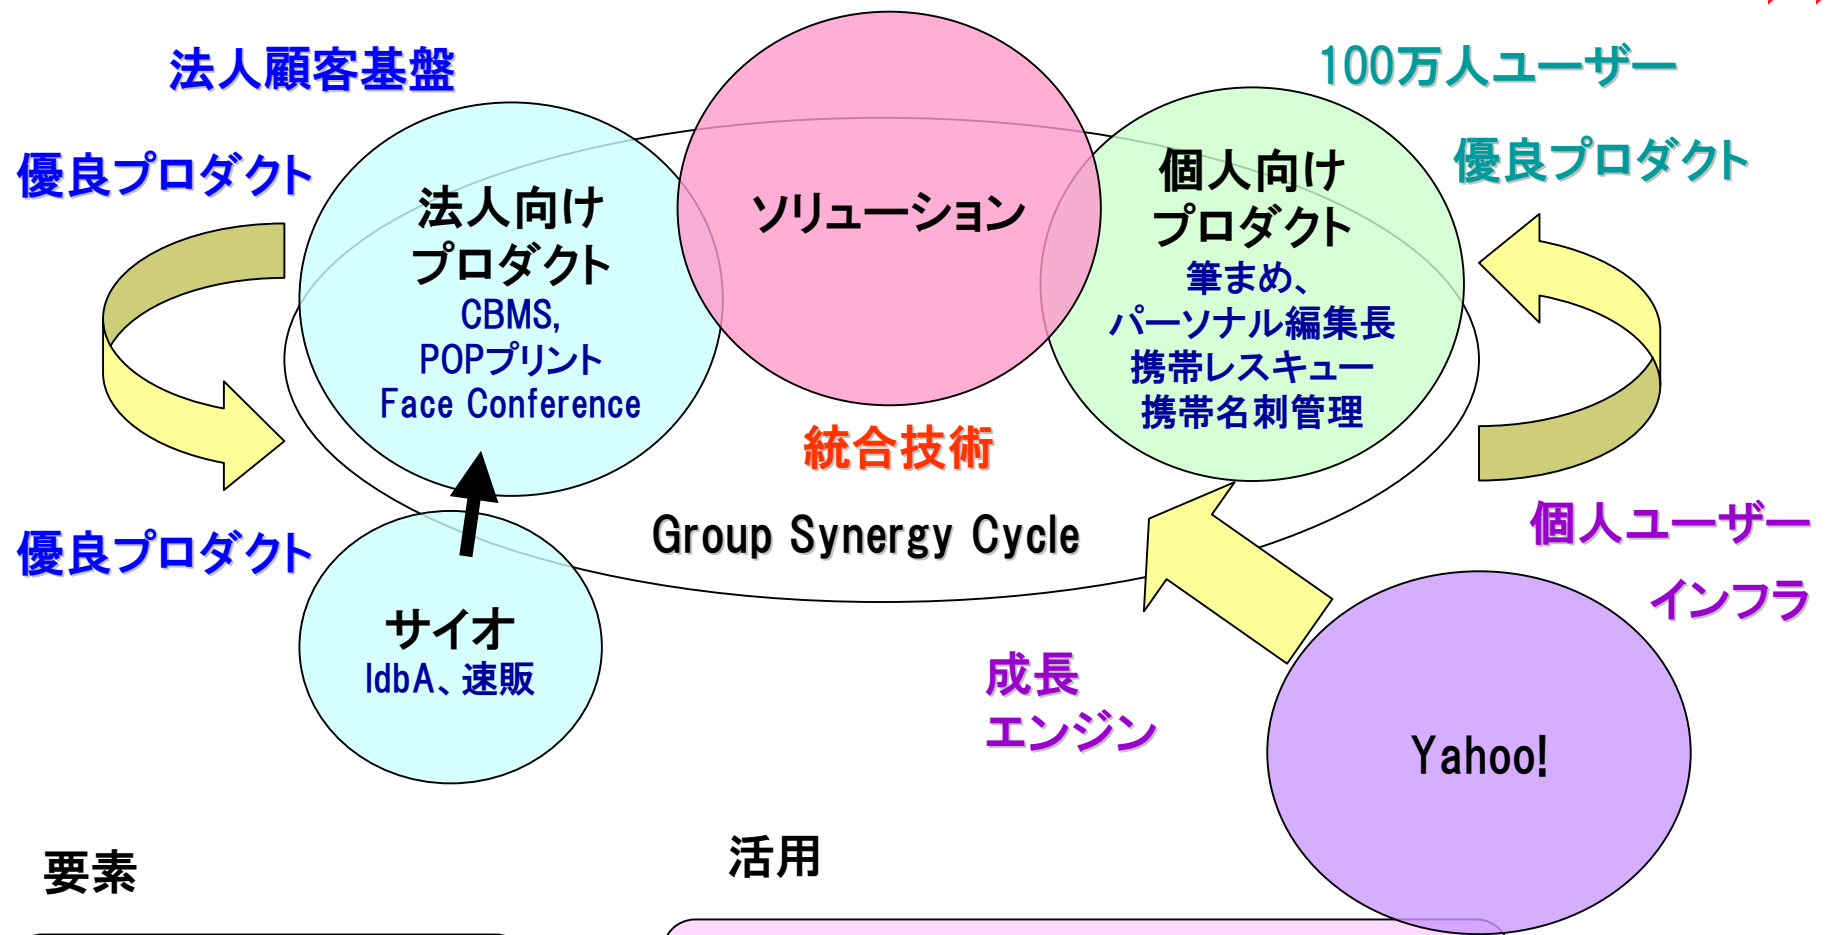 法人顧客基盤
100万人ユーザー
優良プロダクト
優良プロダクト
法人向け
プロダクト
CBMS,
POPプリント
Face Conference
ソリューション
個人向け
プロダクト
筆まめ、
パーソナル編集長
携帯レスキュー
携帯名刺管理
統合技術
Group Synergy Cycle
優良プロダクト
個人ユーザー
インフラ
サイオ
IdbA、速販
成長
エンジン
Yahoo!
要素
活用